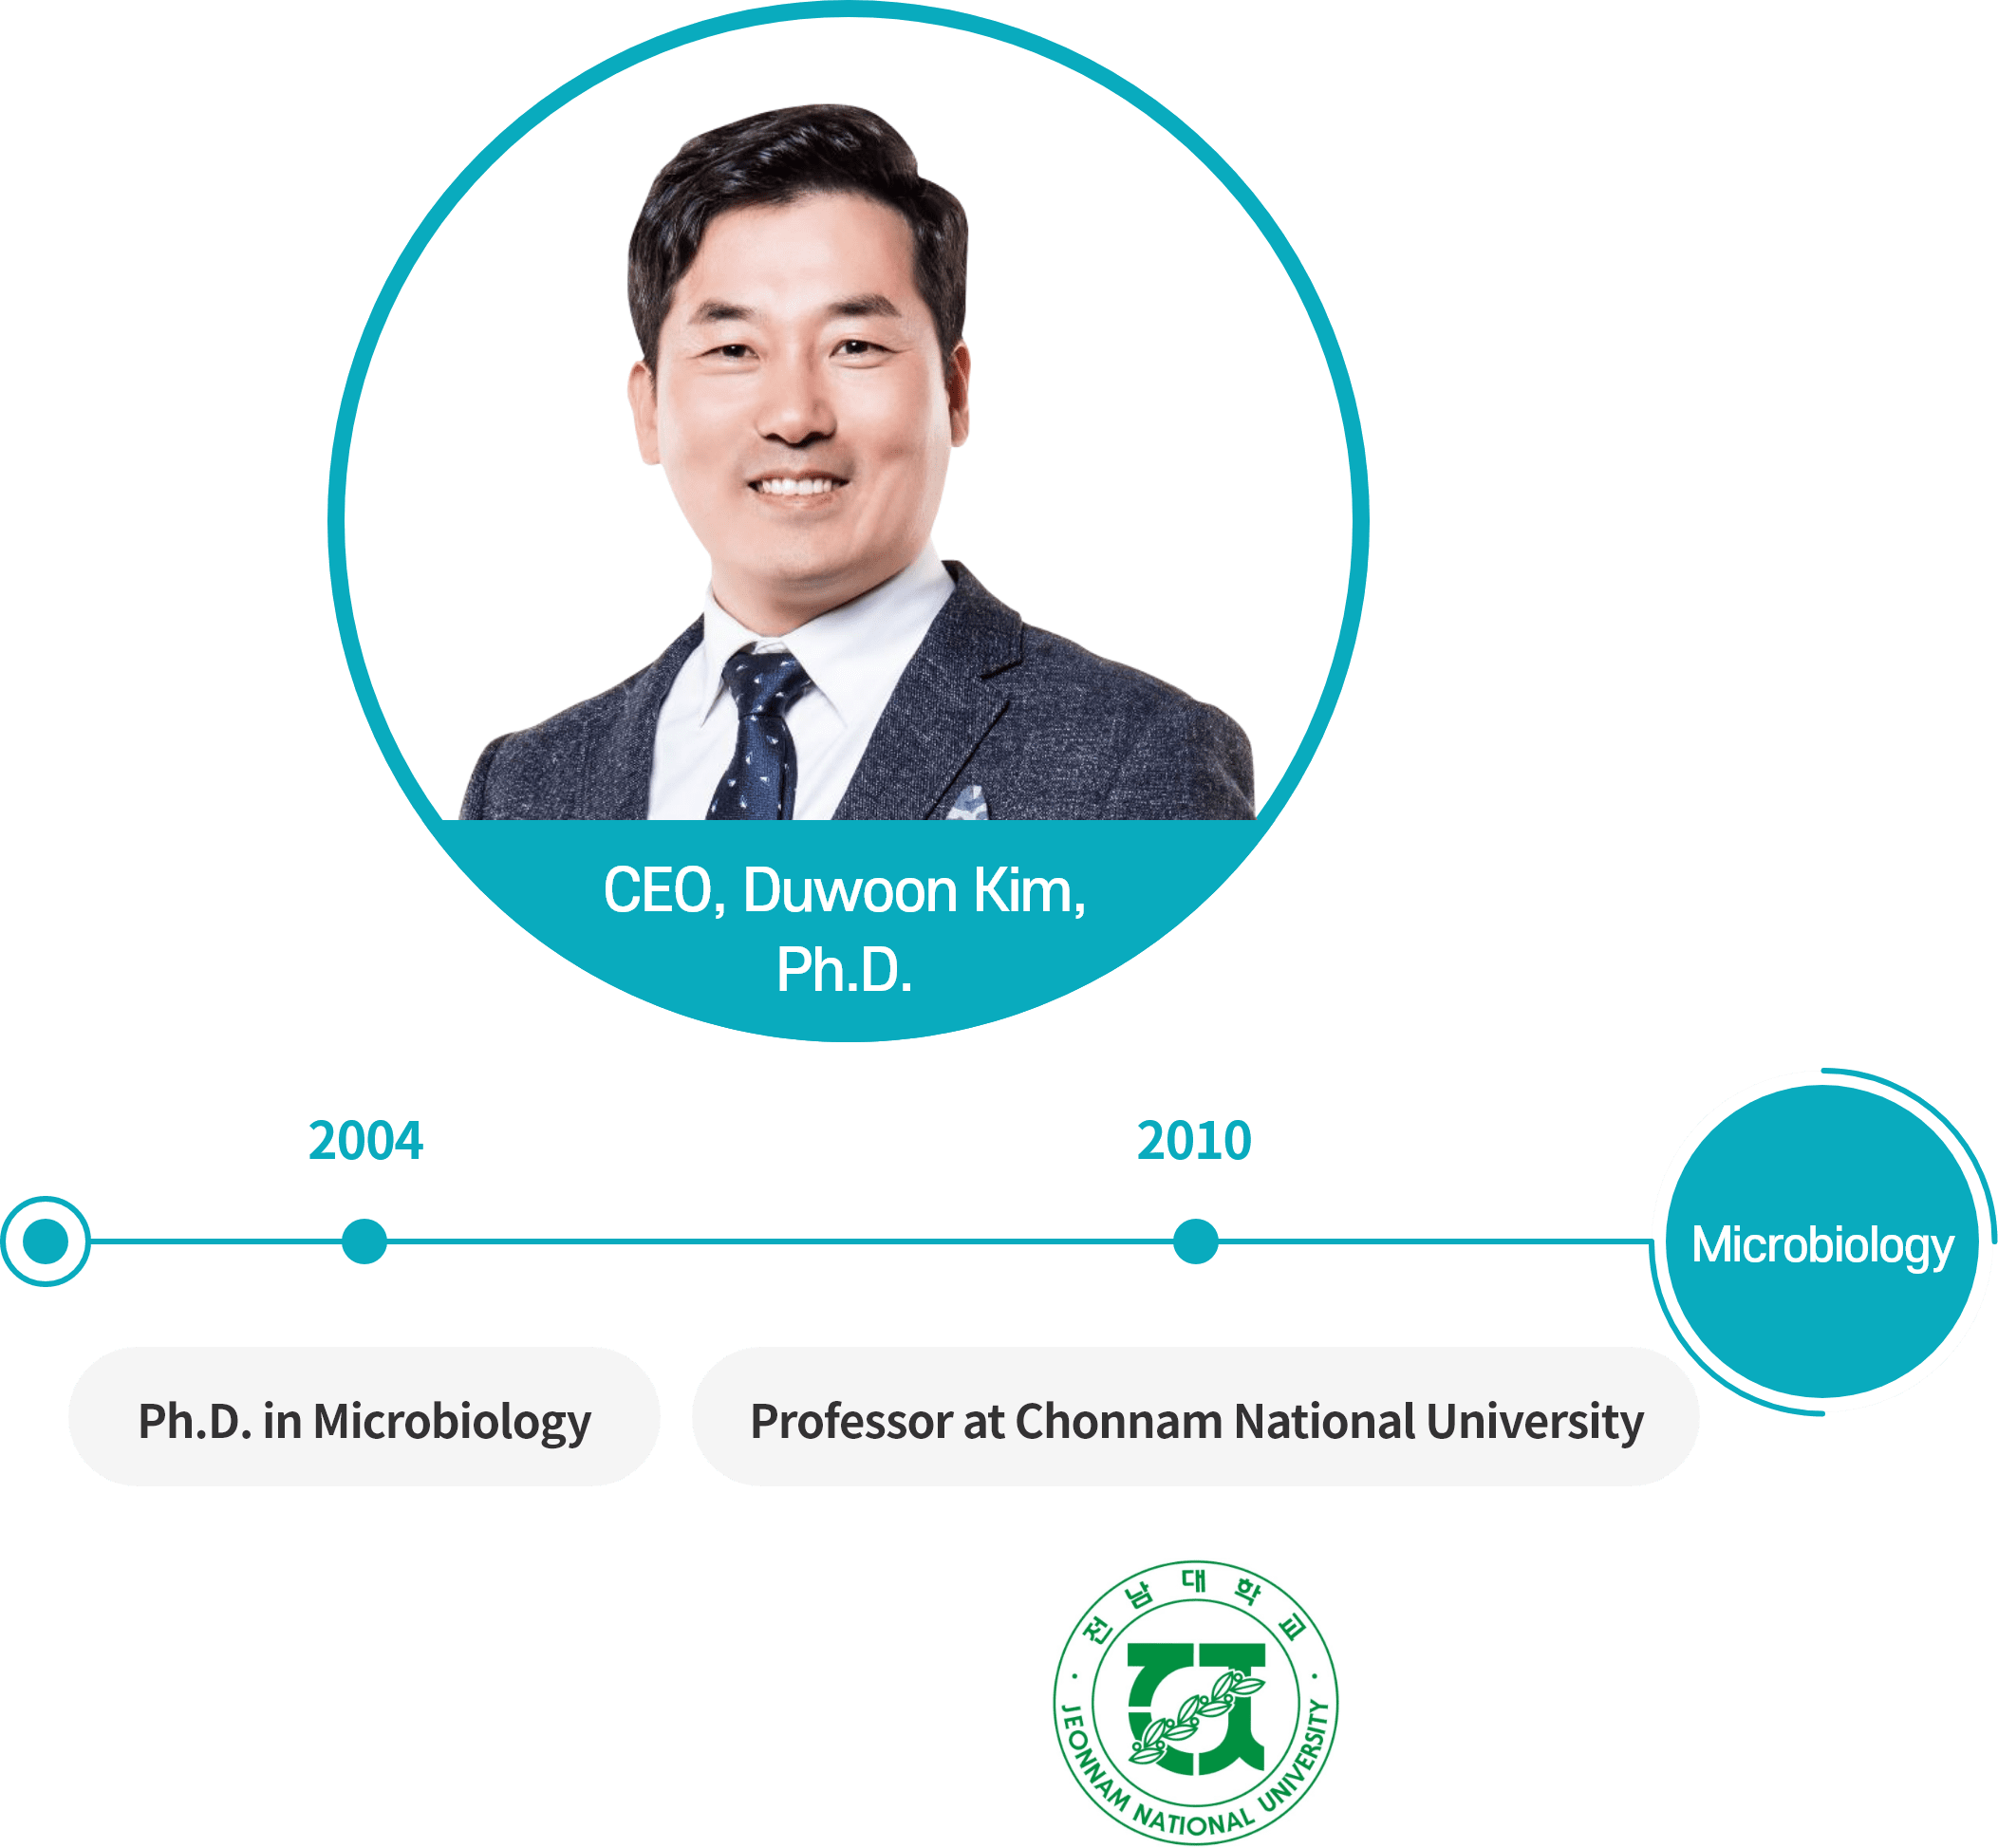 CEO, Duwoon Kim,
Ph.D.
2004
2010
Microbiology
Ph.D. in Microbiology
Professor at Chonnam National University
전남대학교
JEONNAM NATIONAL UNIVERSITY